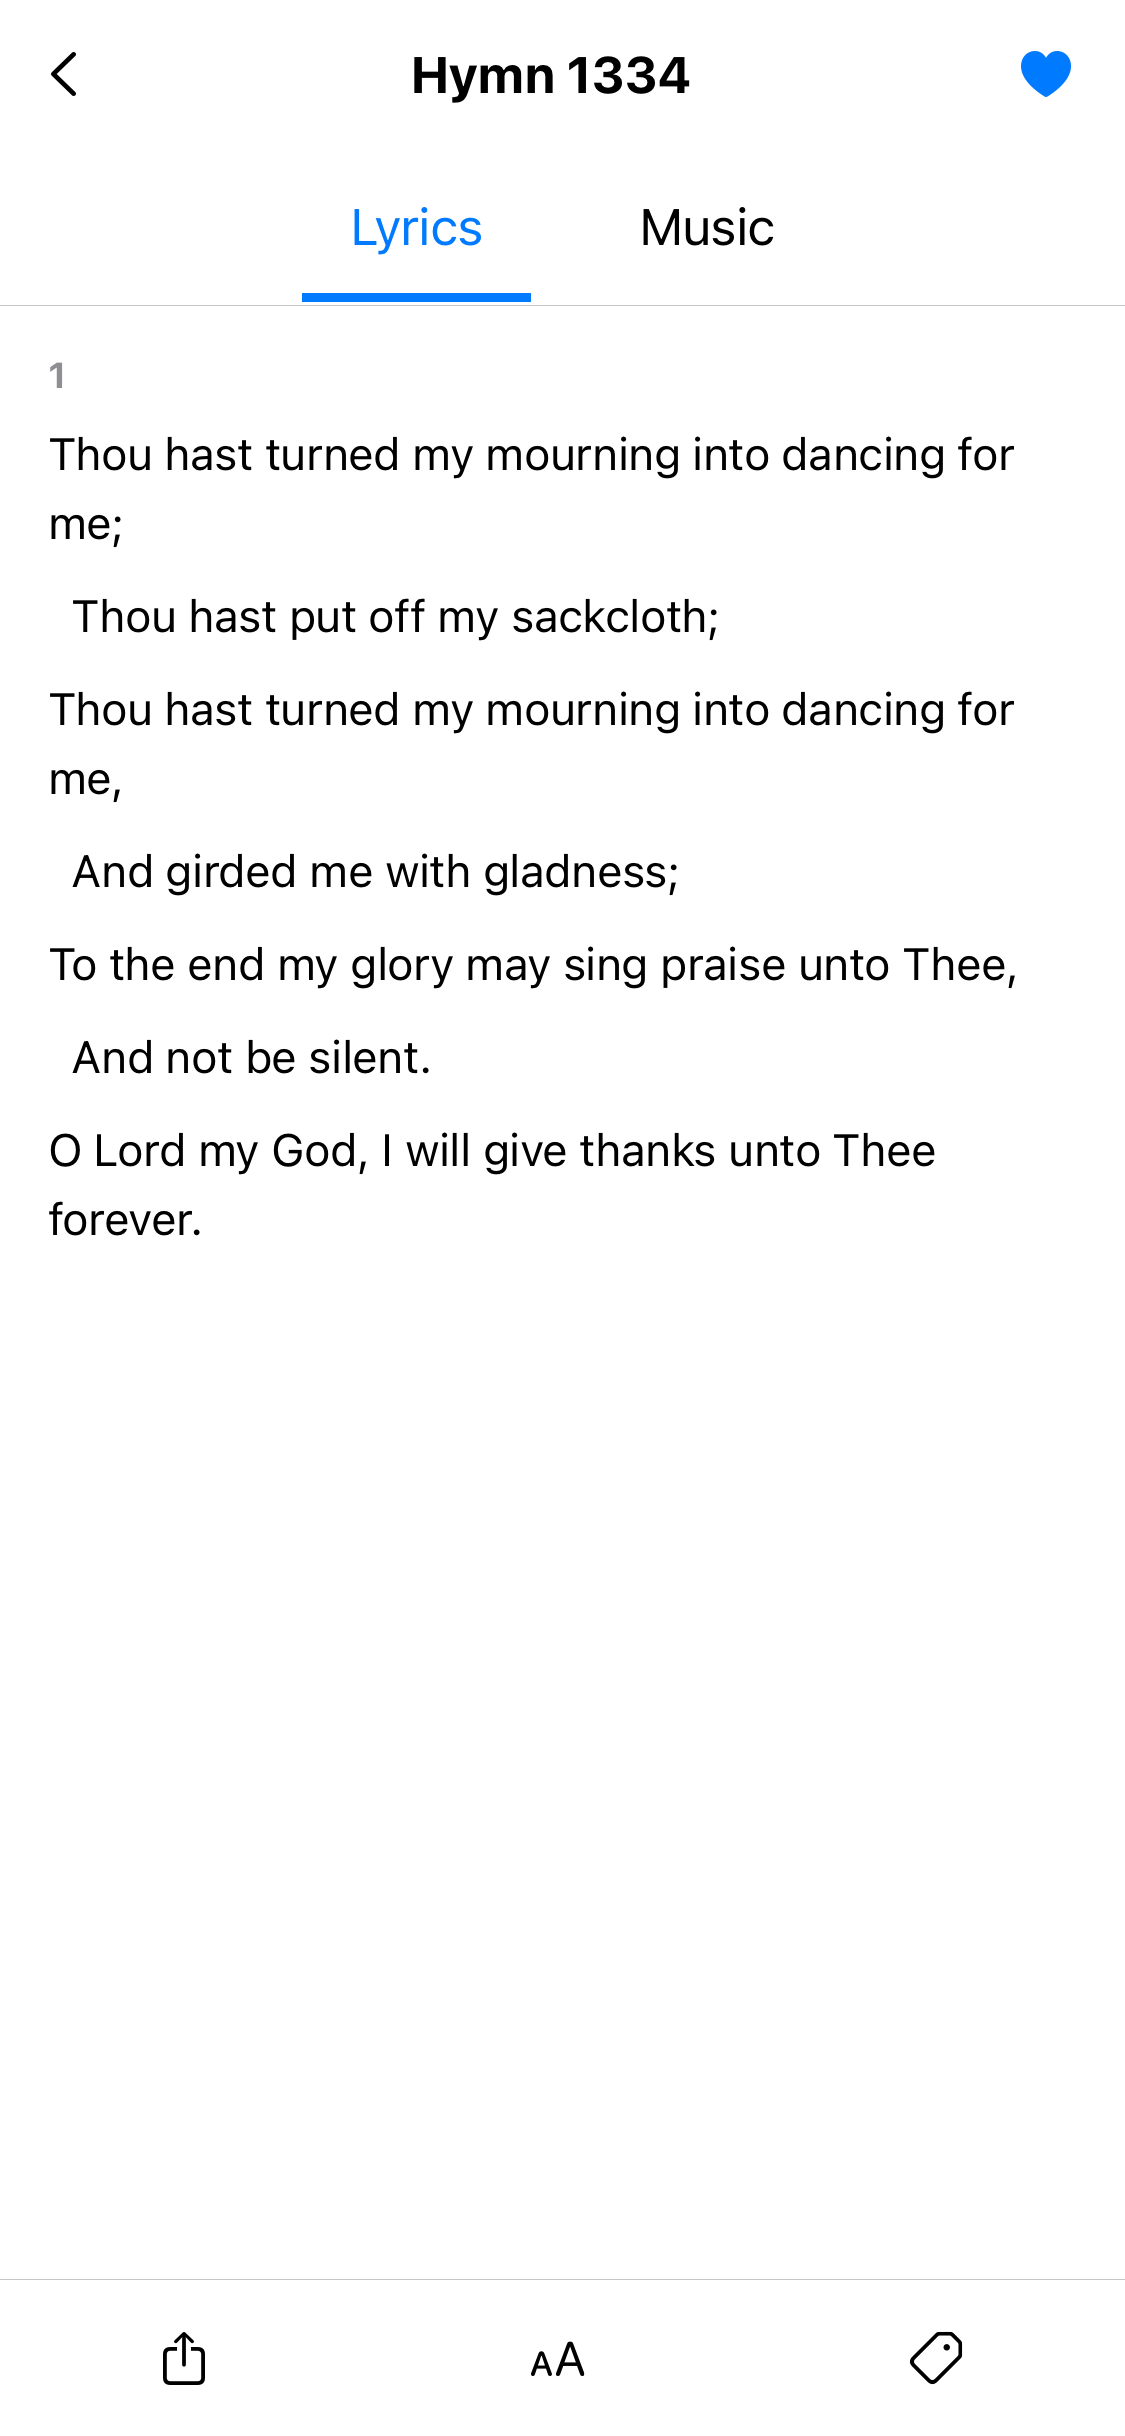 Hymn 1334
Lyrics Music
1
Thou hast turned my mourning into dancing for
me;
Thou hast put off my sackcloth;
Thou hast turned my mourning into dancing for
me,
And girded me with gladness;
To the end my glory may sing praise unto Thee,
And not be silent.
O Lord my God, I will give thanks unto Thee
forever.
AA